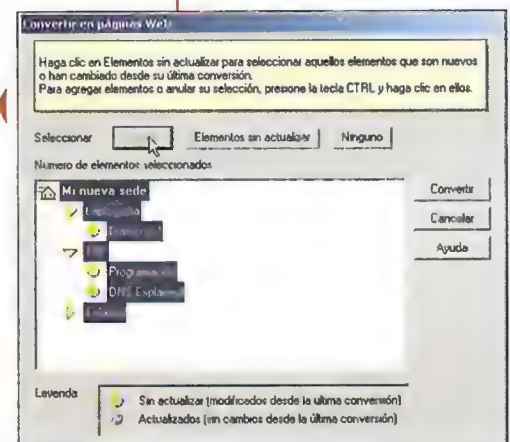 Convertir en páginas Web
Haga clic en Elementos sin actualizar para seleccionar aquellos elementos que son nuevos
o han cambiado desde su última conversión.
Para agregar elementos o anular su selección, presione la tecla CTRL y haga clic en ellos.
Seleccionar Elementos sin actualizar Ninguno
Número de elementos seleccionados
Mi nueva sede
Convertir
Cancelar
Ayuda
DNS
Leyenda
Sin actualizar (modificados desde la última conversión)
Actualizados (sin cambios desde la última conversión)